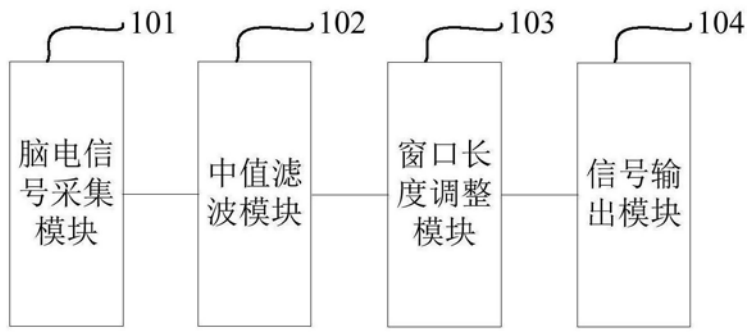 101
102
103
104
脑电信
号采集
模块
中值滤
波模块
窗口长
度调整
模块
信号输
出模块